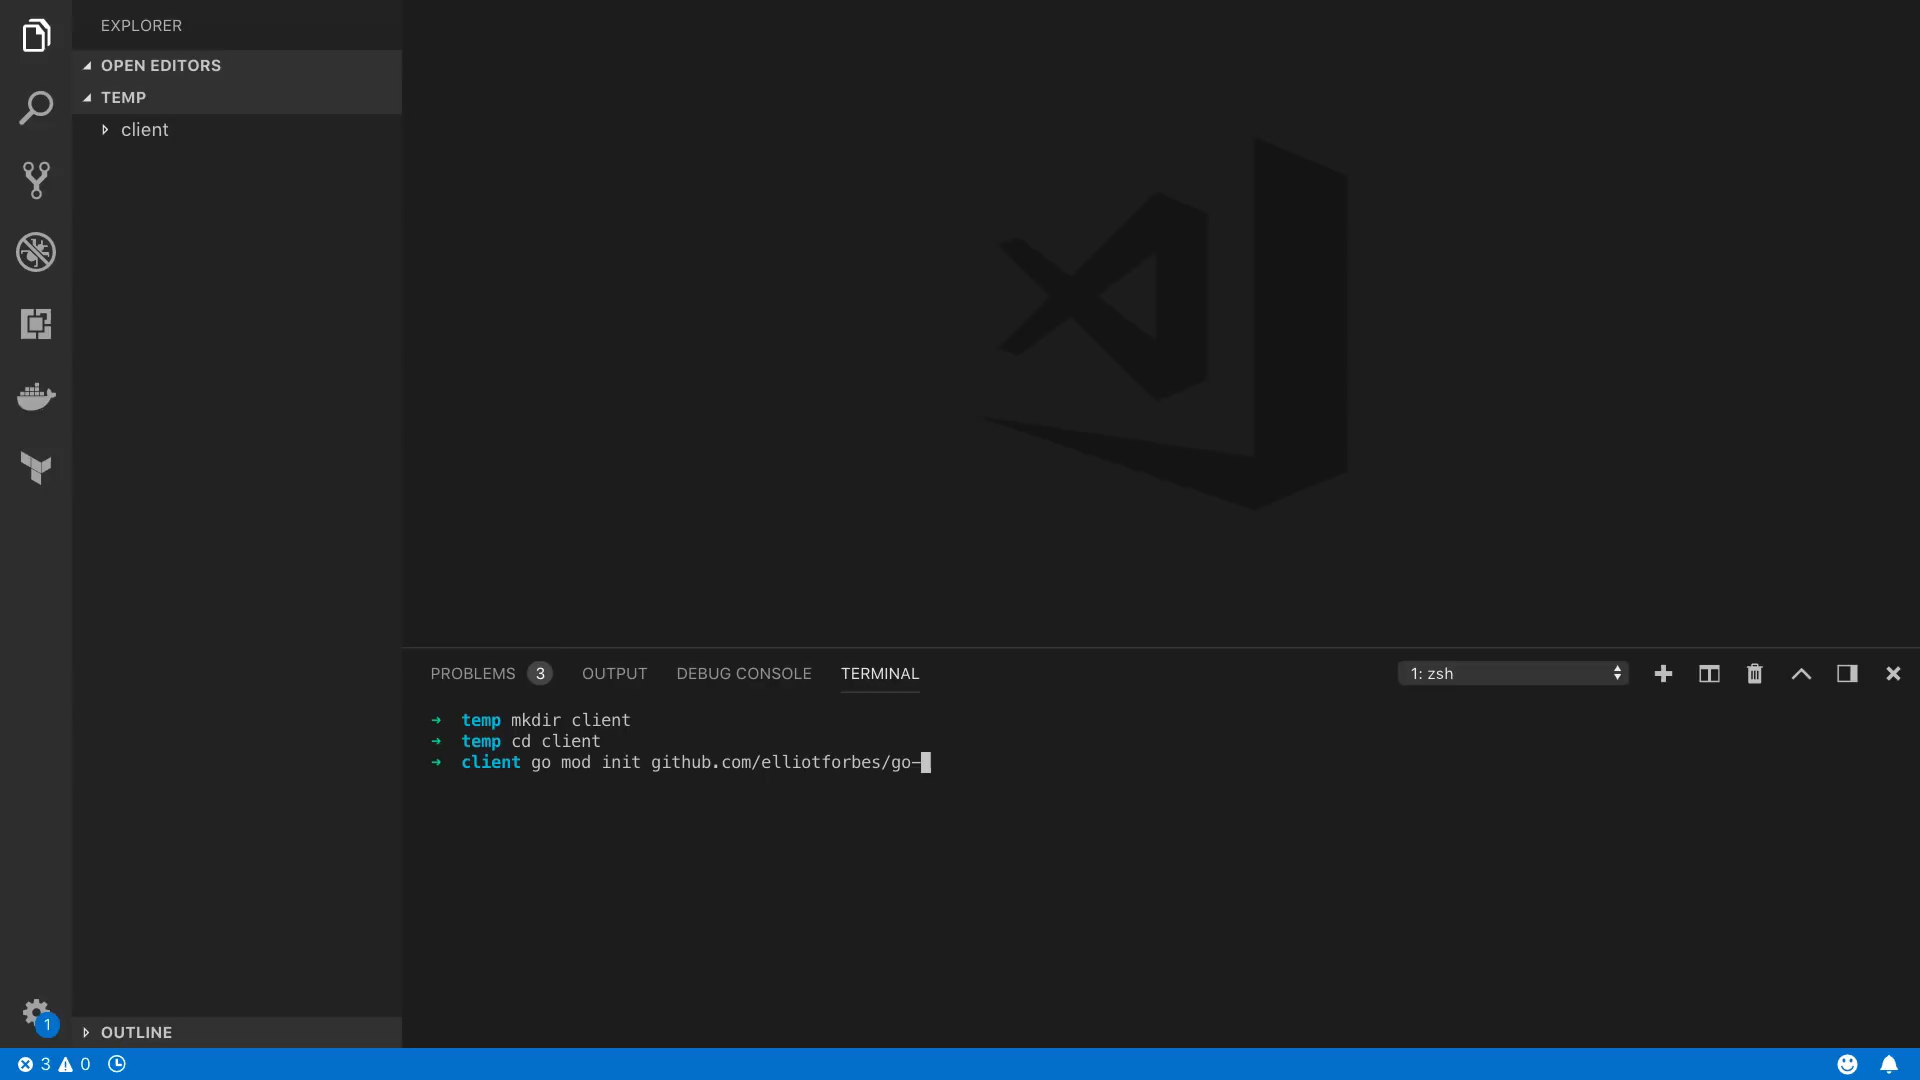 EXPLORER
OPEN EDITORS
TEMP
client
PROBLEMS 3 OUTPUT DEBUG CONSOLE TERMINAL 1: zsh
➜ temp mkdir client
➜ temp cd client
➜ client go mod init github.com/elliotforbes/go-
1
OUTLINE
3 0